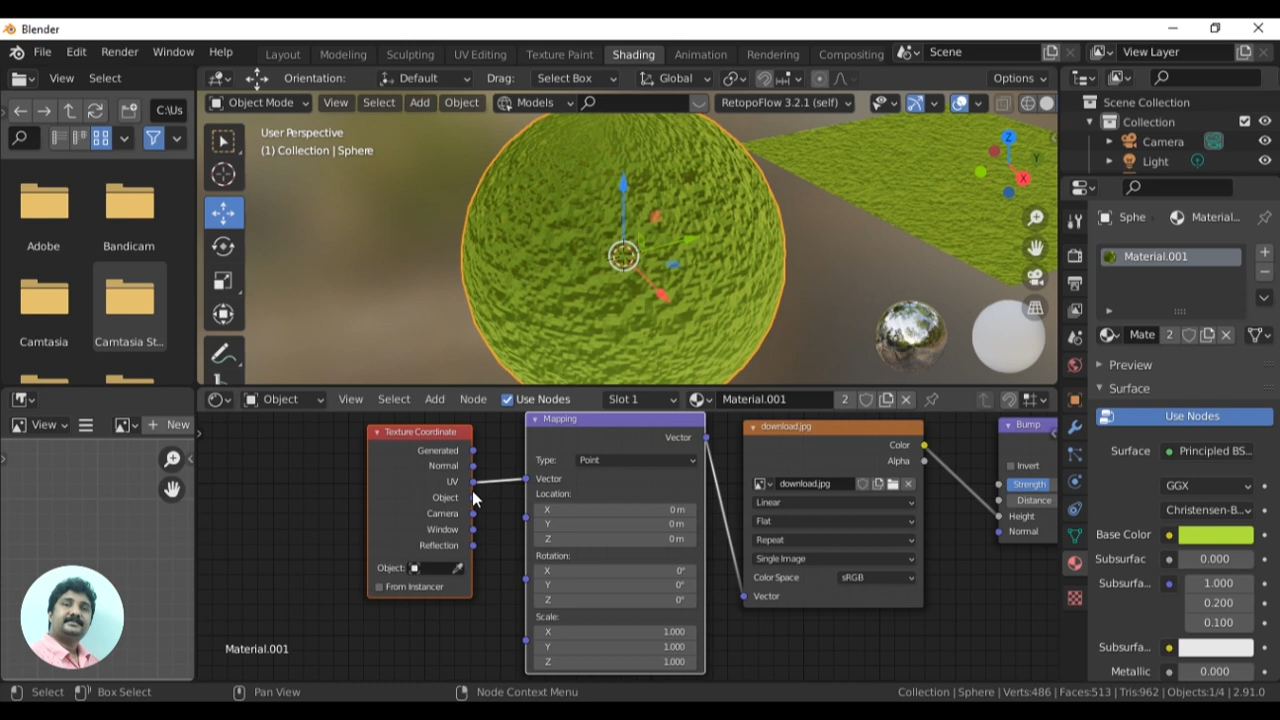 Blender
File Edit Render Window Help Layout Modeling Sculpting UV Editing Texture Paint Shading Animation Rendering Compositing Scene View Layer
View Select Orientation: Default Drag: Select Box Global Options
C:\Us Object Mode View Select Add Object Models RetopoFlow 3.2.1 (self) Scene Collection
Collection
User Perspective
(1) Collection | Sphere
Camera
Light
Z
Y
X
Sphe Material...
Adobe Bandicam
Material.001
Camtasia Camtasia St...
Mate 2
Preview
Surface
View New Object View Select Add Node Use Nodes Slot 1 Material.001 2
Use Nodes
Texture Coordinate
Generated
Normal
UV
Object
Camera
Window
Reflection
Object:
From Instancer
Mapping
Vector
Type: Point
Vector
Location:
X 0 m
Y 0 m
Z 0 m
Rotation:
X 0°
Y 0°
Z 0°
Scale:
X 1.000
Y 1.000
Z 1.000
download.jpg
Color
Alpha
download.jpg
Linear
Flat
Repeat
Single Image
Color Space sRGB
Vector
Bump
Invert
Strength
Distance
Height
Normal
Surface Principled BS...
GGX
Christensen-B...
Base Color
Subsurfac 0.000
Subsurfa... 1.000
0.200
0.100
Subsurfa...
Metallic 0.000
Material.001
Select Box Select Pan View Node Context Menu Collection | Sphere | Verts:486 | Faces:513 | Tris:962 | Objects:1/4 | 2.91.0